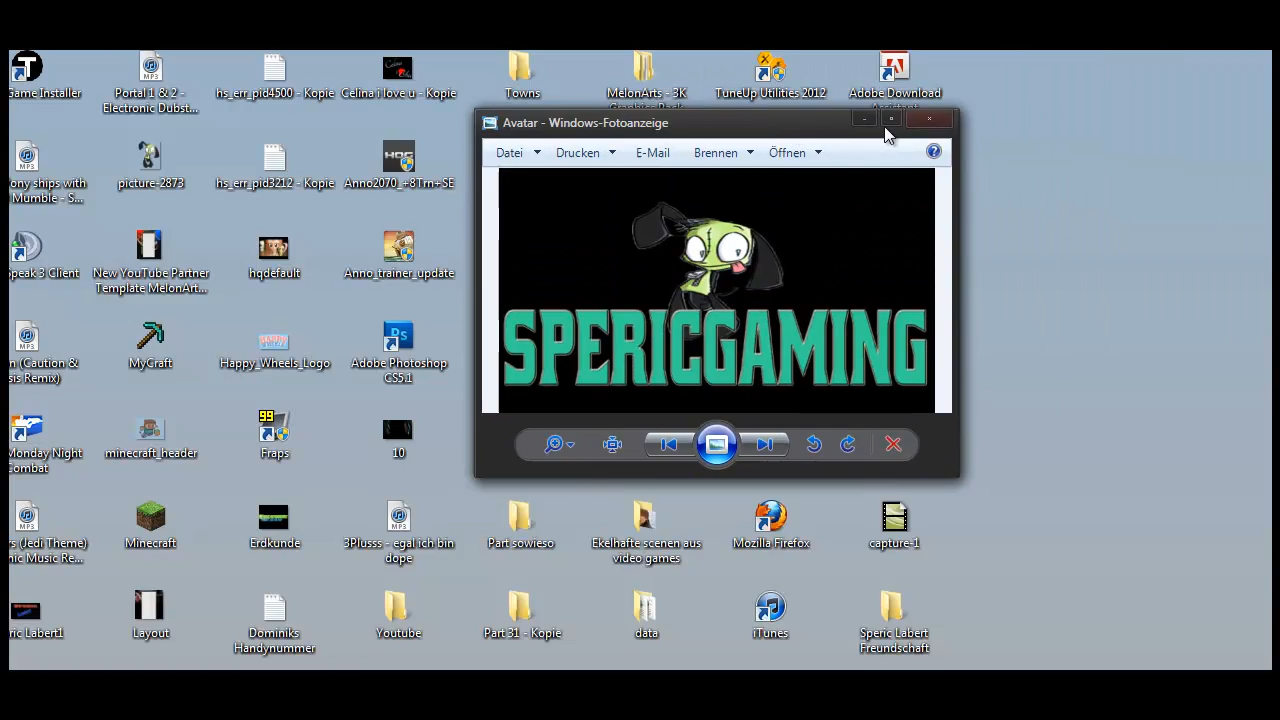 Game Installer
Portal 1 & 2 -
Electronic Dubst...
hs_err_pid4500 - Kopie
Celina i love u - Kopie
Towns
MelonArts - 3K
TuneUp Utilities 2012
Adobe Download
Avatar - Windows-Fotoanzeige
Datei
Drucken
E-Mail
Brennen
Öffnen
SPERICGAMING
ony ships with
Mumble - S...
picture-2873
hs_err_pid3212 - Kopie
HOG
Anno2070_+8Trn+SE
peak 3 Client
New YouTube Partner
Template MelonArt...
hqdefault
Anno_trainer_update
n (Caution &
sis Remix)
MyCraft
Happy_Wheels_Logo
Ps
Adobe Photoshop
CS5.1
Monday Night
Combat
minecraft_header
99
Fraps
10
s (Jedi Theme)
nic Music Re...
Minecraft
Erdkunde
3Plusss - egal ich bin
dope
Part sowieso
Ekelhafte scenen aus
video games
Mozilla Firefox
capture-1
ric Labert1
Layout
Dominiks
Handynummer
Youtube
Part 31 - Kopie
data
iTunes
Speric Labert
Freundschaft